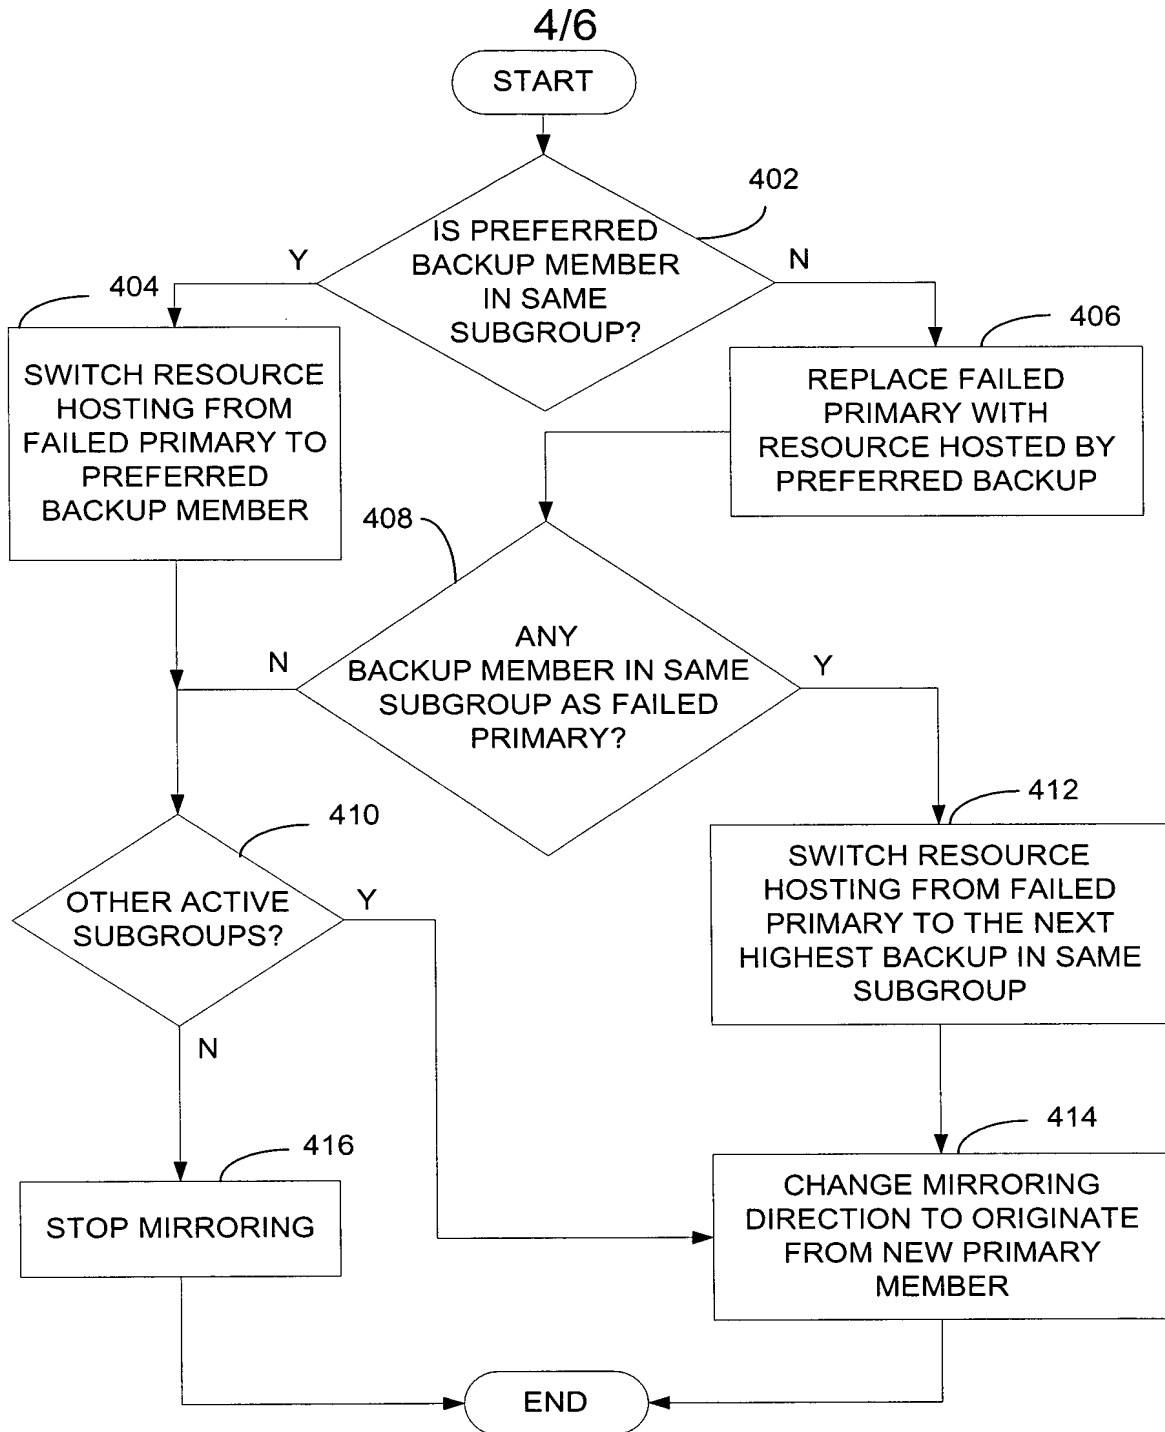 4/6
START
402
IS PREFERRED
BACKUP MEMBER
IN SAME
SUBGROUP?
Y
N
404
SWITCH RESOURCE
HOSTING FROM
FAILED PRIMARY TO
PREFERRED
BACKUP MEMBER
406
REPLACE FAILED
PRIMARY WITH
RESOURCE HOSTED BY
PREFERRED BACKUP
408
ANY
BACKUP MEMBER IN SAME
SUBGROUP AS FAILED
PRIMARY?
N
Y
410
OTHER ACTIVE
SUBGROUPS?
Y
N
412
SWITCH RESOURCE
HOSTING FROM FAILED
PRIMARY TO THE NEXT
HIGHEST BACKUP IN SAME
SUBGROUP
416
STOP MIRRORING
414
CHANGE MIRRORING
DIRECTION TO ORIGINATE
FROM NEW PRIMARY
MEMBER
END